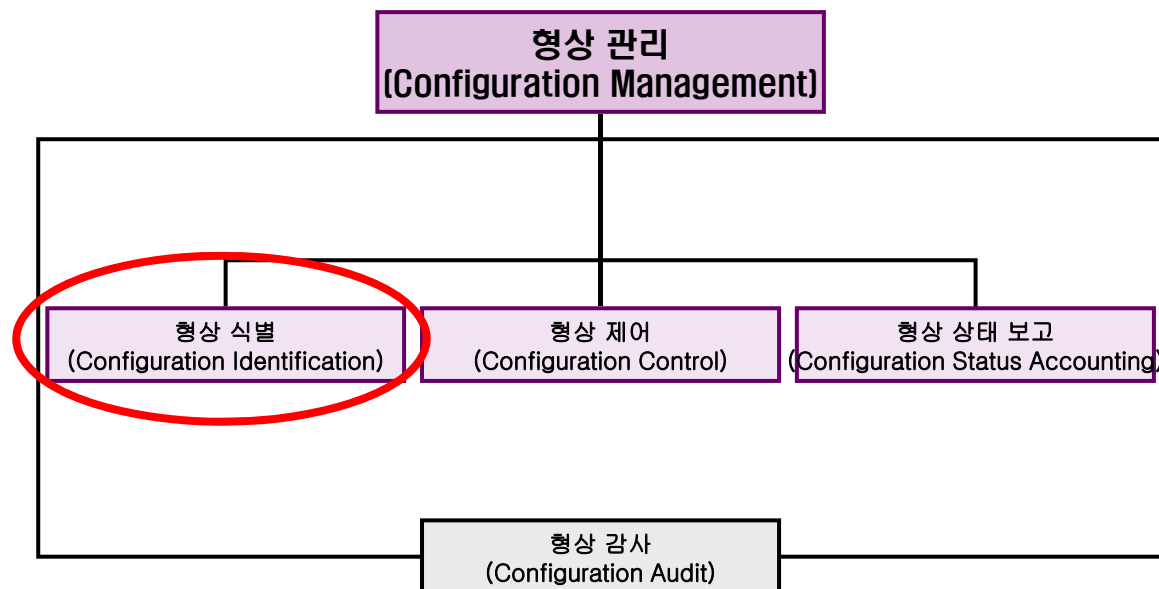 형상 관리
(Configuration Management)
형상 식별
(Configuration Identification)
형상 제어
(Configuration Control)
형상 상태 보고
(Configuration Status Accounting)
형상 감사
(Configuration Audit)